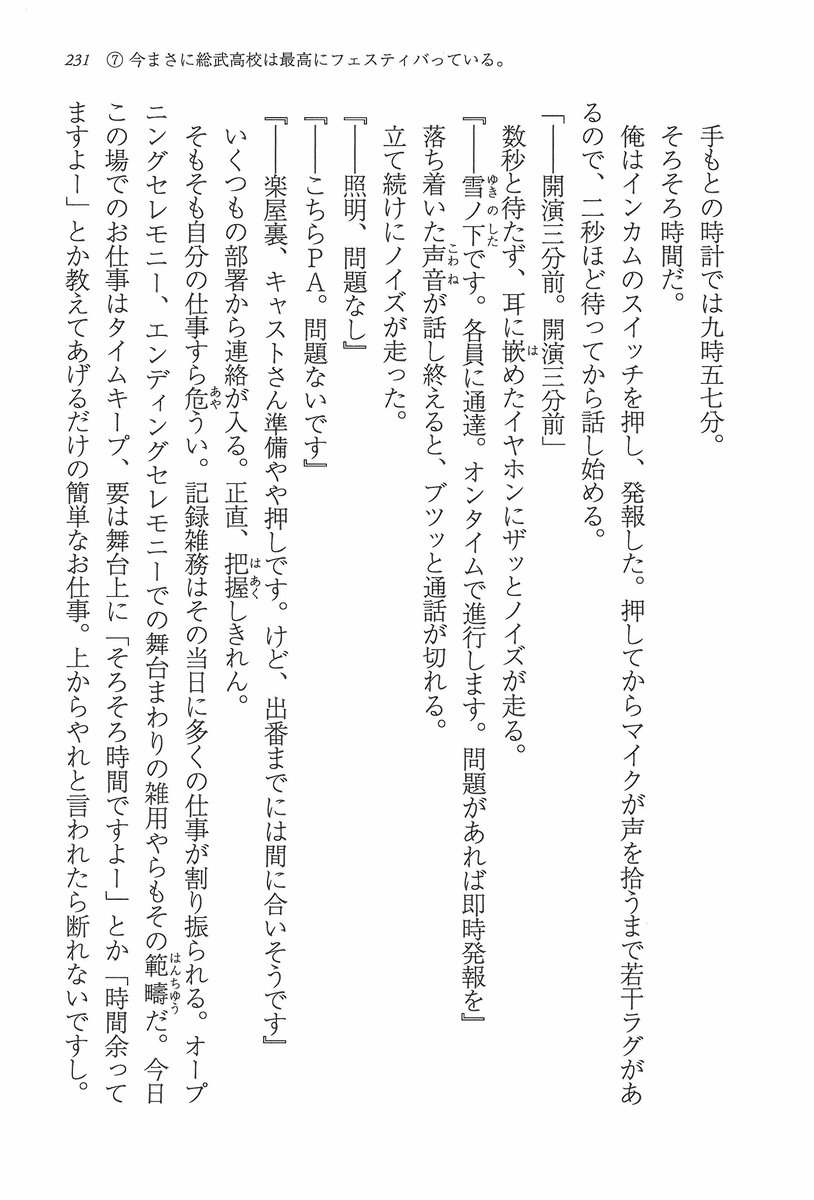 231 ⑦ 今まさに総武高校は最高にフェスティバっている。
手もとの時計では九時五七分。
そろそろ時間だ。
俺はインカムのスイッチを押し、発報した。押してからマイクが声を拾うまで若干ラグがあ
るので、二秒ほど待ってから話し始める。
「――開演三分前。開演三分前」
数秒と待たず、耳に嵌めたイヤホンにザッとノイズが走る。
『――雪ノ下です。各員に通達。オンタイムで進行します。問題があれば即時発報を』
落ち着いた声音が話し終えると、ブツッと通話が切れる。
立て続けにノイズが走った。
『――照明、問題なし』
『――こちらＰＡ。問題ないです』
『――楽屋裏、キャストさん準備やや押しです。けど、出番までには間に合いそうです』
いくつもの部署から連絡が入る。正直、把握しきれん。
そもそも自分の仕事すら危うい。記録雑務はその当日に多くの仕事が割り振られる。オープ
ニングセレモニー、エンディングセレモニーでの舞台まわりの雑用やらもその範疇だ。今日
この場でのお仕事はタイムキープ、要は舞台上に「そろそろ時間ですよー」とか「時間余って
ますよー」とか教えてあげるだけの簡単なお仕事。上からやれと言われたら断れないですし。